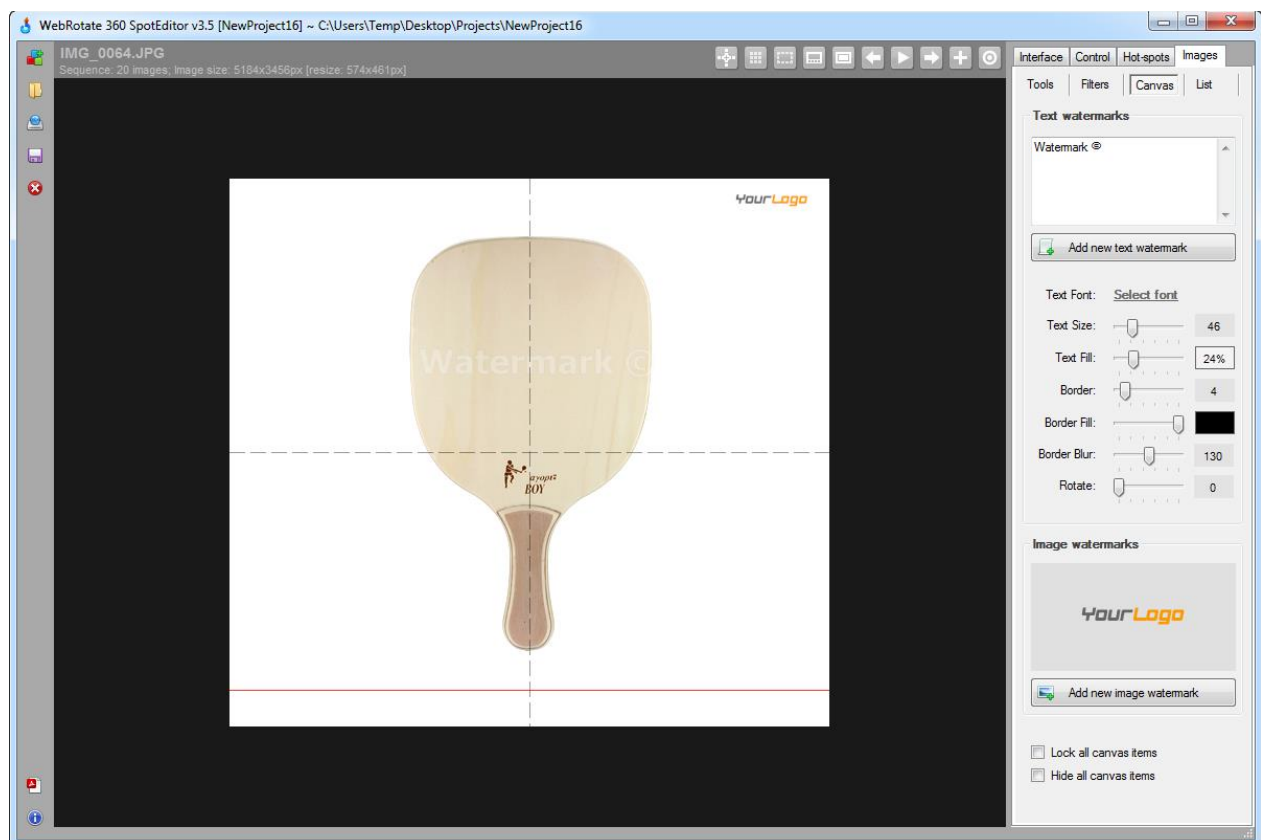 WebRotate 360 SpotEditor v3.5 [NewProject16] ~ C:\Users\Temp\Desktop\Projects\NewProject16
IMG_0064.JPG
Sequence: 20 images; Image size: 5184x3456px [resize: 574x461px]
Interface Control Hot-spots Images
Tools Filters Canvas List
Text watermarks
Watermark ©
Add new text watermark
Text Font: Select font
Text Size: 46
Text Fill: 24%
Border: 4
Border Fill:
Border Blur: 130
Rotate: 0
Image watermarks
YourLogo
Add new image watermark
Lock all canvas items
Hide all canvas items
YourLogo
Watermark ©
BOY